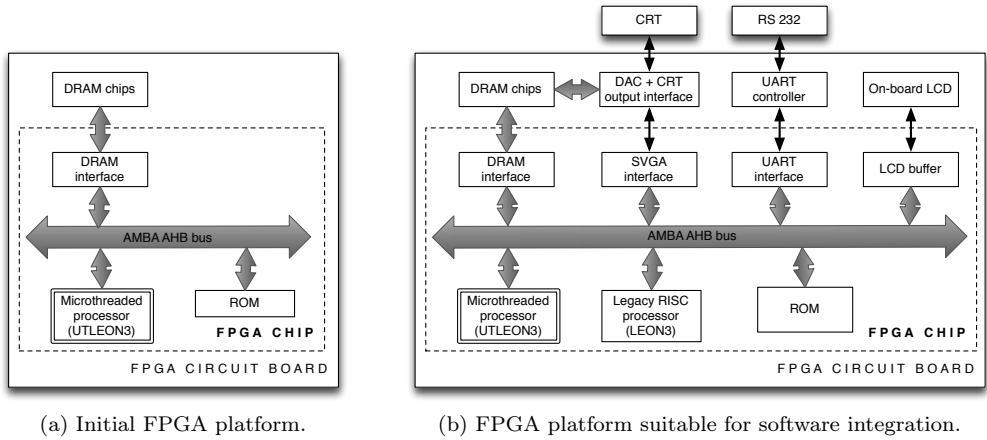 DRAM chips
DRAM
interface
AMBA AHB bus
Microthreaded
processor
(UTLEON3)
ROM
FPGA CHIP
FPGA CIRCUIT BOARD
(a) Initial FPGA platform.
CRT
RS 232
DRAM chips
DAC + CRT
output interface
UART
controller
On-board LCD
DRAM
interface
SVGA
interface
UART
interface
LCD buffer
AMBA AHB bus
Microthreaded
processor
(UTLEON3)
Legacy RISC
processor
(LEON3)
ROM
FPGA CHIP
FPGA CIRCUIT BOARD
(b) FPGA platform suitable for software integration.